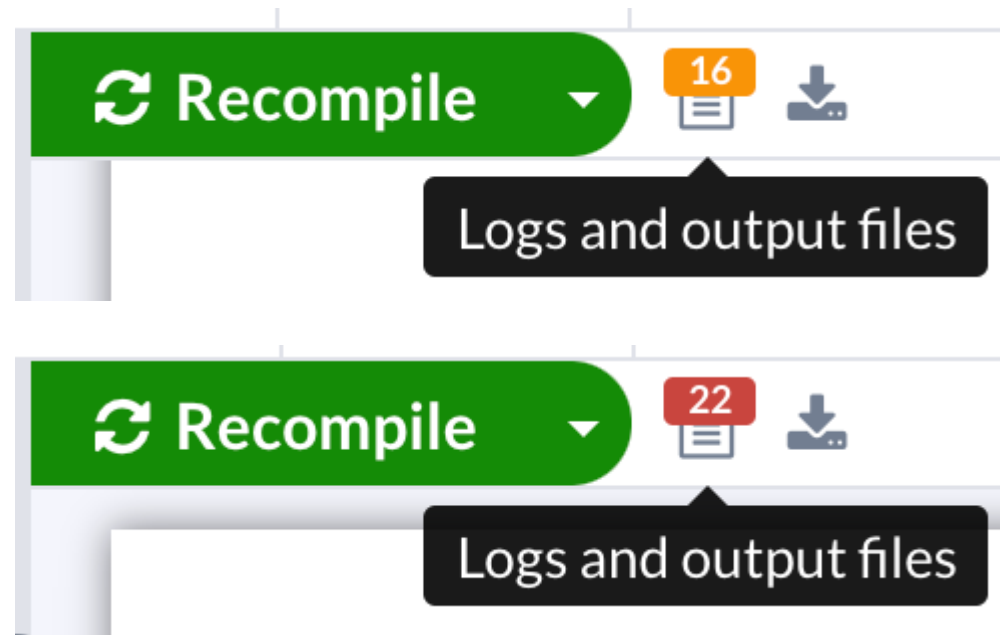 Recompile
16
Logs and output files
Recompile
22
Logs and output files